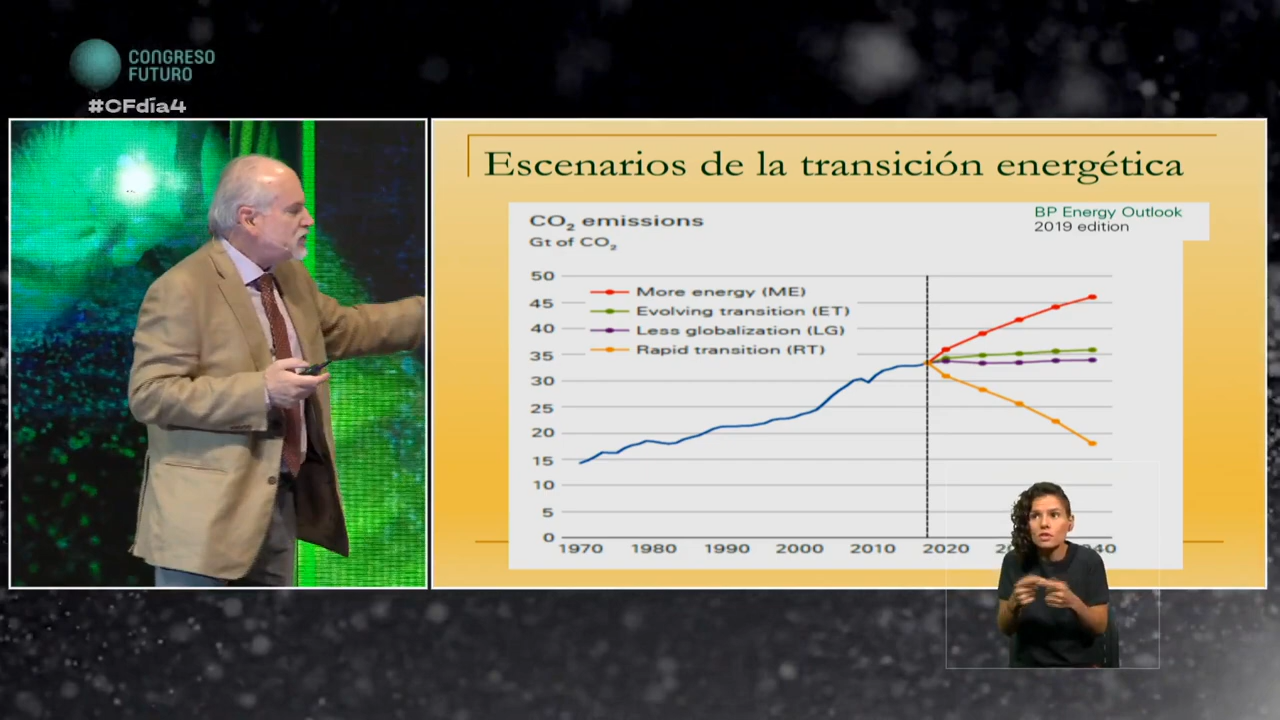 CONGRESO
FUTURO
#CFdía4
Escenarios de la transición energética
CO₂ emissions
Gt of CO₂
BP Energy Outlook
2019 edition
50
45
40
35
30
25
20
15
10
5
0
More energy (ME)
Evolving transition (ET)
Less globalization (LG)
Rapid transition (RT)
1970 1980 1990 2000 2010 2020